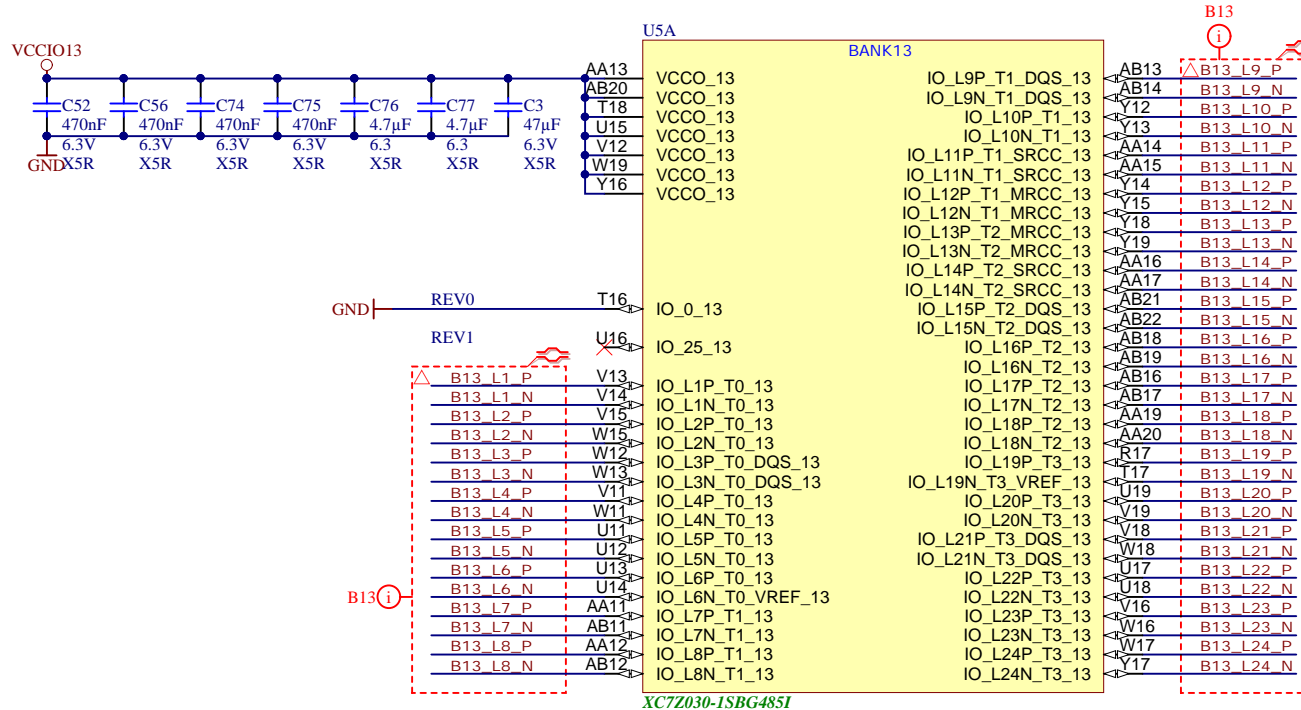 B13
U5A
BANK13
VCCIO13
C52
470nF
6.3V
X5R
C56
470nF
6.3V
X5R
C74
470nF
6.3V
X5R
C75
470nF
6.3V
X5R
C76
4.7µF
6.3
X5R
C77
4.7µF
6.3
X5R
C3
47µF
6.3V
X5R
GND
AA13 VCCO_13
AB20 VCCO_13
T18 VCCO_13
U15 VCCO_13
V12 VCCO_13
W19 VCCO_13
Y16 VCCO_13
GND REV0 T16 IO_0_13
REV1 U16 IO_25_13
B13_L1_P V13 IO_L1P_T0_13
B13_L1_N V14 IO_L1N_T0_13
B13_L2_P V15 IO_L2P_T0_13
B13_L2_N W15 IO_L2N_T0_13
B13_L3_P W12 IO_L3P_T0_DQS_13
B13_L3_N W13 IO_L3N_T0_DQS_13
B13_L4_P V11 IO_L4P_T0_13
B13_L4_N W11 IO_L4N_T0_13
B13_L5_P U11 IO_L5P_T0_13
B13_L5_N U12 IO_L5N_T0_13
B13_L6_P U13 IO_L6P_T0_13
B13 i
B13_L6_N U14 IO_L6N_T0_VREF_13
B13_L7_P AA11 IO_L7P_T1_13
B13_L7_N AB11 IO_L7N_T1_13
B13_L8_P AA12 IO_L8P_T1_13
B13_L8_N AB12 IO_L8N_T1_13
i
IO_L9P_T1_DQS_13 AB13 B13_L9_P
IO_L9N_T1_DQS_13 AB14 B13_L9_N
IO_L10P_T1_13 Y12 B13_L10_P
IO_L10N_T1_13 Y13 B13_L10_N
IO_L11P_T1_SRCC_13 AA14 B13_L11_P
IO_L11N_T1_SRCC_13 AA15 B13_L11_N
IO_L12P_T1_MRCC_13 Y14 B13_L12_P
IO_L12N_T1_MRCC_13 Y15 B13_L12_N
IO_L13P_T2_MRCC_13 Y18 B13_L13_P
IO_L13N_T2_MRCC_13 Y19 B13_L13_N
IO_L14P_T2_SRCC_13 AA16 B13_L14_P
IO_L14N_T2_SRCC_13 AA17 B13_L14_N
IO_L15P_T2_DQS_13 AB21 B13_L15_P
IO_L15N_T2_DQS_13 AB22 B13_L15_N
IO_L16P_T2_13 AB18 B13_L16_P
IO_L16N_T2_13 AB19 B13_L16_N
IO_L17P_T2_13 AB16 B13_L17_P
IO_L17N_T2_13 AB17 B13_L17_N
IO_L18P_T2_13 AA19 B13_L18_P
IO_L18N_T2_13 AA20 B13_L18_N
IO_L19P_T3_13 R17 B13_L19_P
IO_L19N_T3_VREF_13 T17 B13_L19_N
IO_L20P_T3_13 U19 B13_L20_P
IO_L20N_T3_13 V19 B13_L20_N
IO_L21P_T3_DQS_13 V18 B13_L21_P
IO_L21N_T3_DQS_13 W18 B13_L21_N
IO_L22P_T3_13 U17 B13_L22_P
IO_L22N_T3_13 U18 B13_L22_N
IO_L23P_T3_13 V16 B13_L23_P
IO_L23N_T3_13 W16 B13_L23_N
IO_L24P_T3_13 W17 B13_L24_P
IO_L24N_T3_13 Y17 B13_L24_N
XC7Z030-1SBG485I